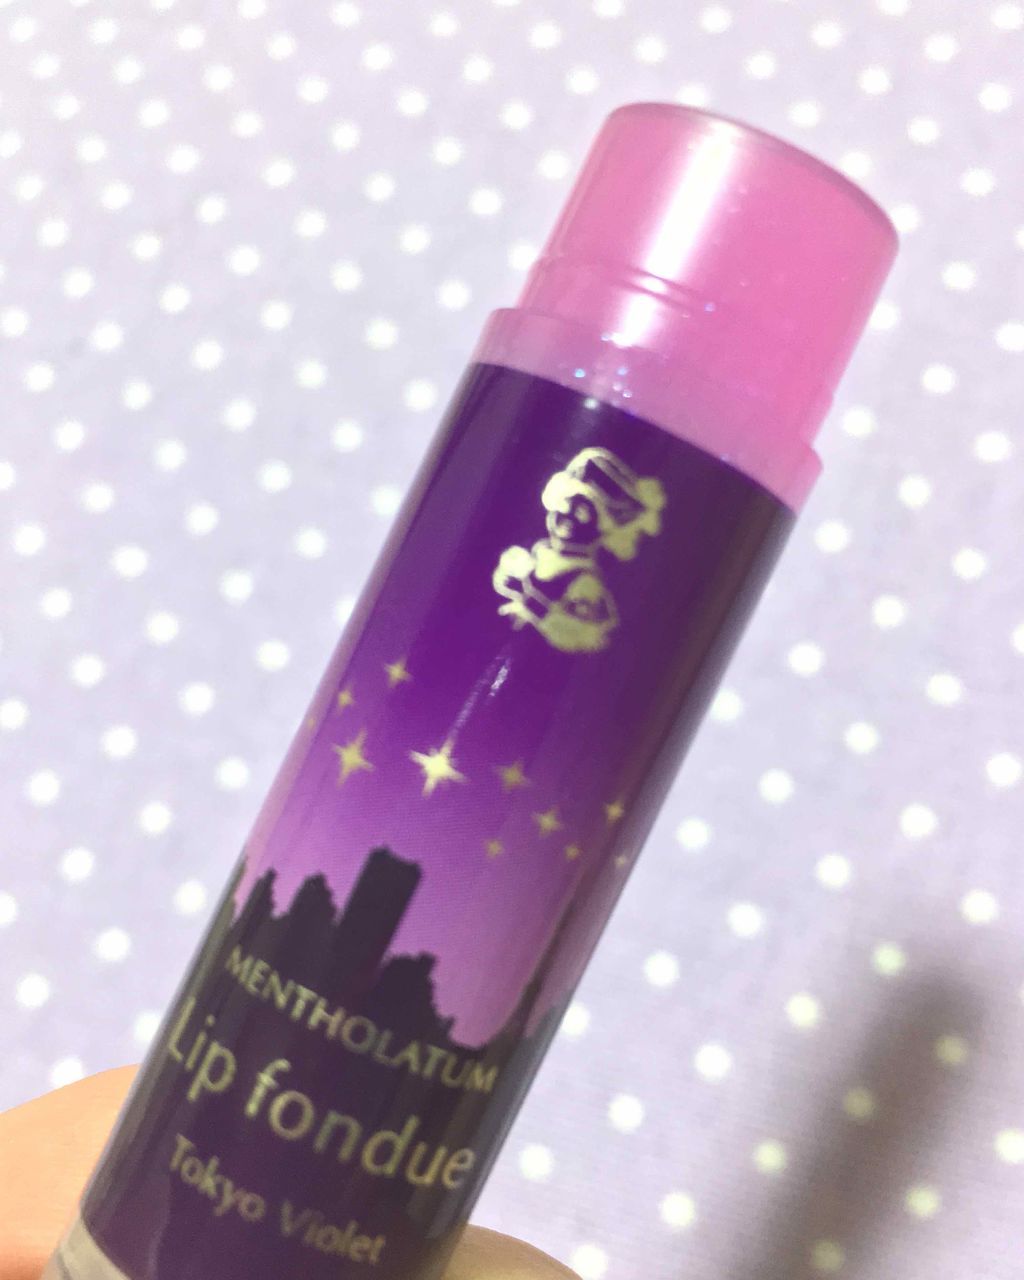 MENTHOLATUM
Lip fondue
Tokyo Violet